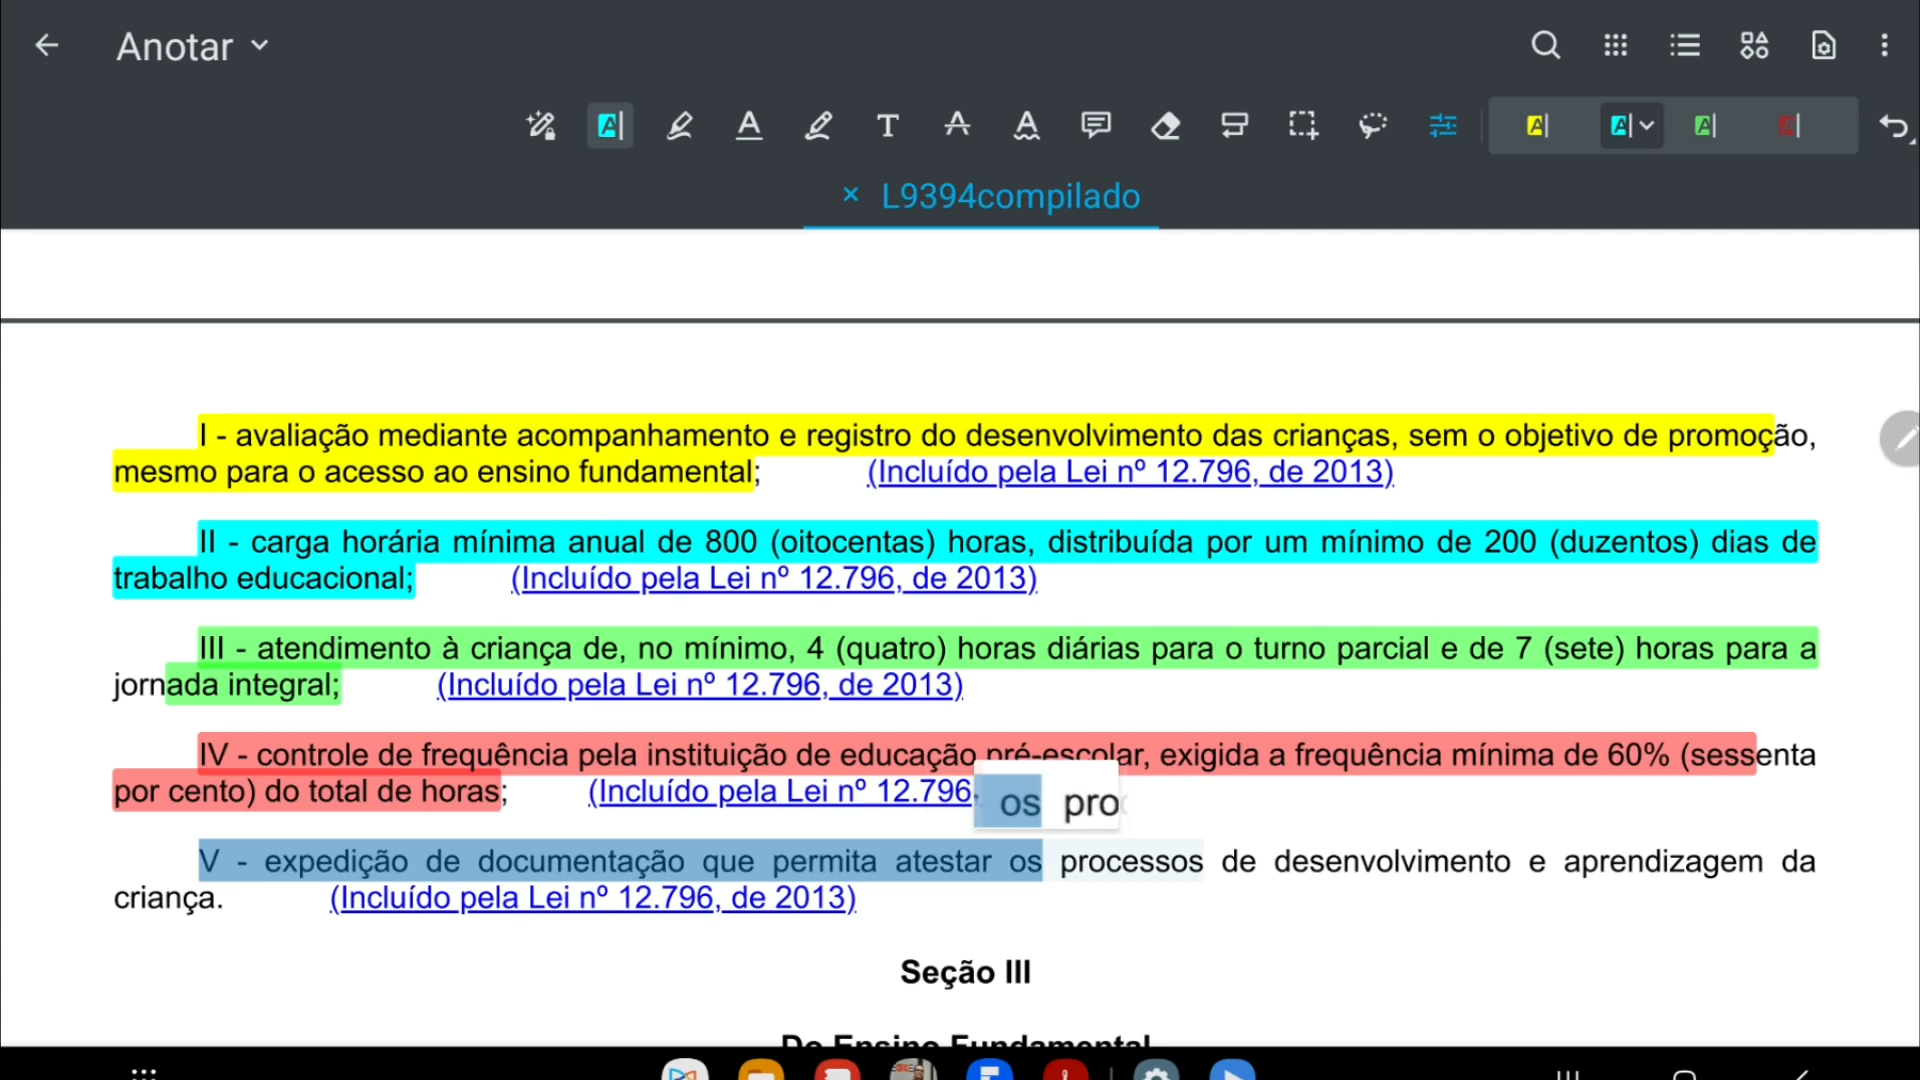 Anotar
L9394compilado
I - avaliação mediante acompanhamento e registro do desenvolvimento das crianças, sem o objetivo de promoção,
mesmo para o acesso ao ensino fundamental; (Incluído pela Lei nº 12.796, de 2013)
II - carga horária mínima anual de 800 (oitocentas) horas, distribuída por um mínimo de 200 (duzentos) dias de
trabalho educacional; (Incluído pela Lei nº 12.796, de 2013)
III - atendimento à criança de, no mínimo, 4 (quatro) horas diárias para o turno parcial e de 7 (sete) horas para a
jornada integral; (Incluído pela Lei nº 12.796, de 2013)
IV - controle de frequência pela instituição de educação pré-escolar, exigida a frequência mínima de 60% (sessenta
por cento) do total de horas; (Incluído pela Lei nº 12.796,
os pro
V - expedição de documentação que permita atestar os processos de desenvolvimento e aprendizagem da
criança. (Incluído pela Lei nº 12.796, de 2013)
Seção III
Do Ensino Fundamental